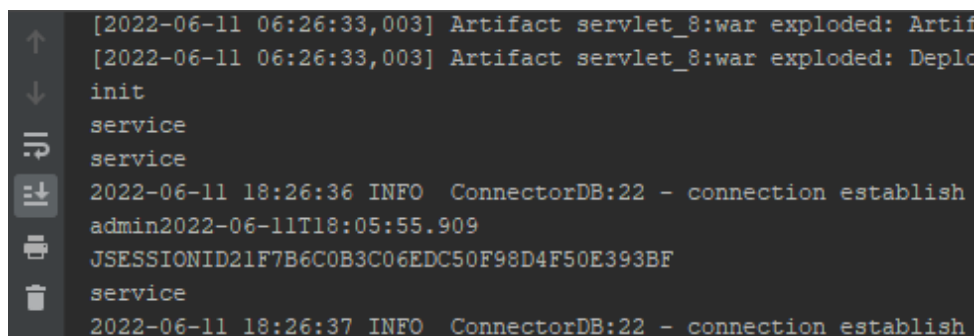 [2022-06-11 06:26:33,003] Artifact servlet_8:war exploded: Artif
[2022-06-11 06:26:33,003] Artifact servlet_8:war exploded: Deplo
init
service
service
2022-06-11 18:26:36 INFO  ConnectorDB:22 - connection establish
admin2022-06-11T18:05:55.909
JSESSIONID21F7B6C0B3C06EDC50F98D4F50E393BF
service
2022-06-11 18:26:37 INFO  ConnectorDB:22 - connection establish